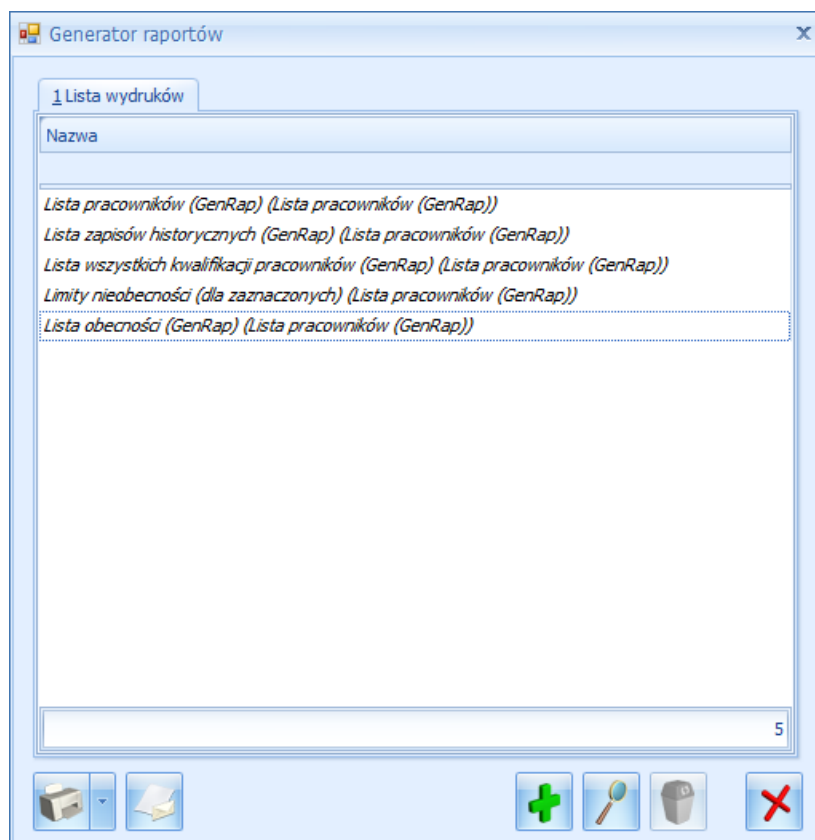 Generator raportów
1 Lista wydruków
Nazwa
Lista pracowników (GenRap) (Lista pracowników (GenRap))
Lista zapisów historycznych (GenRap) (Lista pracowników (GenRap))
Lista wszystkich kwalifikacji pracowników (GenRap) (Lista pracowników (GenRap))
Limity nieobecności (dla zaznaczonych) (Lista pracowników (GenRap))
Lista obecności (GenRap) (Lista pracowników (GenRap))
5